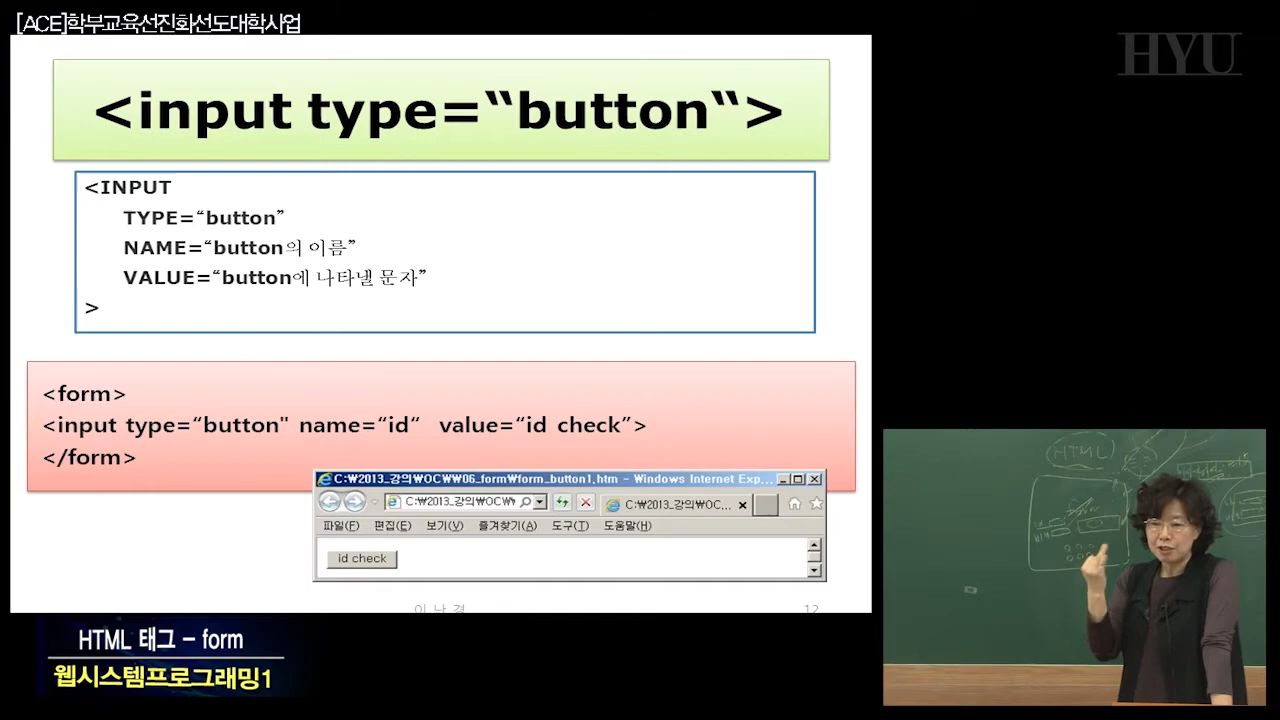 [ACE]학부교육선진화선도대학사업
HYU
<input type=“button“>
<INPUT
TYPE=“button”
NAME=“button의 이름”
VALUE=“button에 나타낼 문자”
>
<form>
<input type=“button" name=“id“ value=“id check”>
</form>
C:₩2013_강의₩OC₩₩06_form₩form_button1.htm - Windows Internet Exp...
C:₩2013_강의₩OC₩₩
C:₩2013_강의₩OC...
파일(F) 편집(E) 보기(V) 즐겨찾기(A) 도구(T) 도움말(H)
id check
이 난 경
12
HTML 태그 – form
웹시스템프로그래밍1
HTML